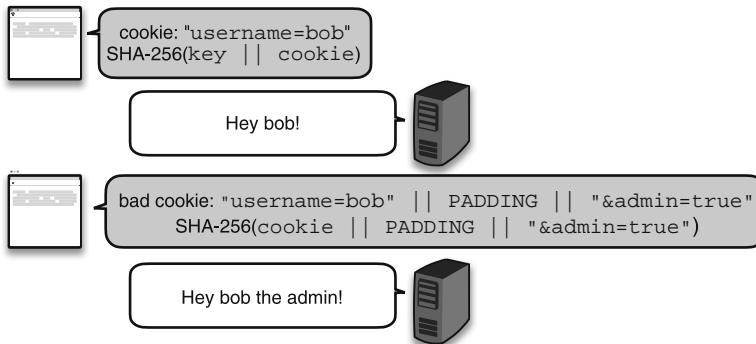 cookie: "username=bob"
SHA-256(key || cookie)
Hey bob!
bad cookie: "username=bob" || PADDING || "&admin=true"
SHA-256(cookie || PADDING || "&admin=true")
Hey bob the admin!